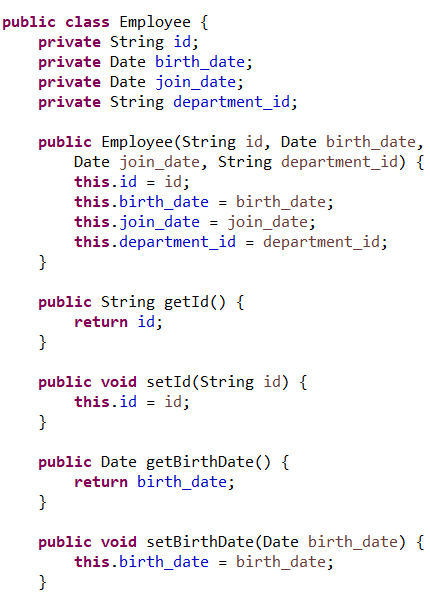 public class Employee {
    private String id;
    private Date birth_date;
    private Date join_date;
    private String department_id;

    public Employee(String id, Date birth_date,
        Date join_date, String department_id) {
        this.id = id;
        this.birth_date = birth_date;
        this.join_date = join_date;
        this.department_id = department_id;
    }

    public String getId() {
        return id;
    }

    public void setId(String id) {
        this.id = id;
    }

    public Date getBirthDate() {
        return birth_date;
    }

    public void setBirthDate(Date birth_date) {
        this.birth_date = birth_date;
    }